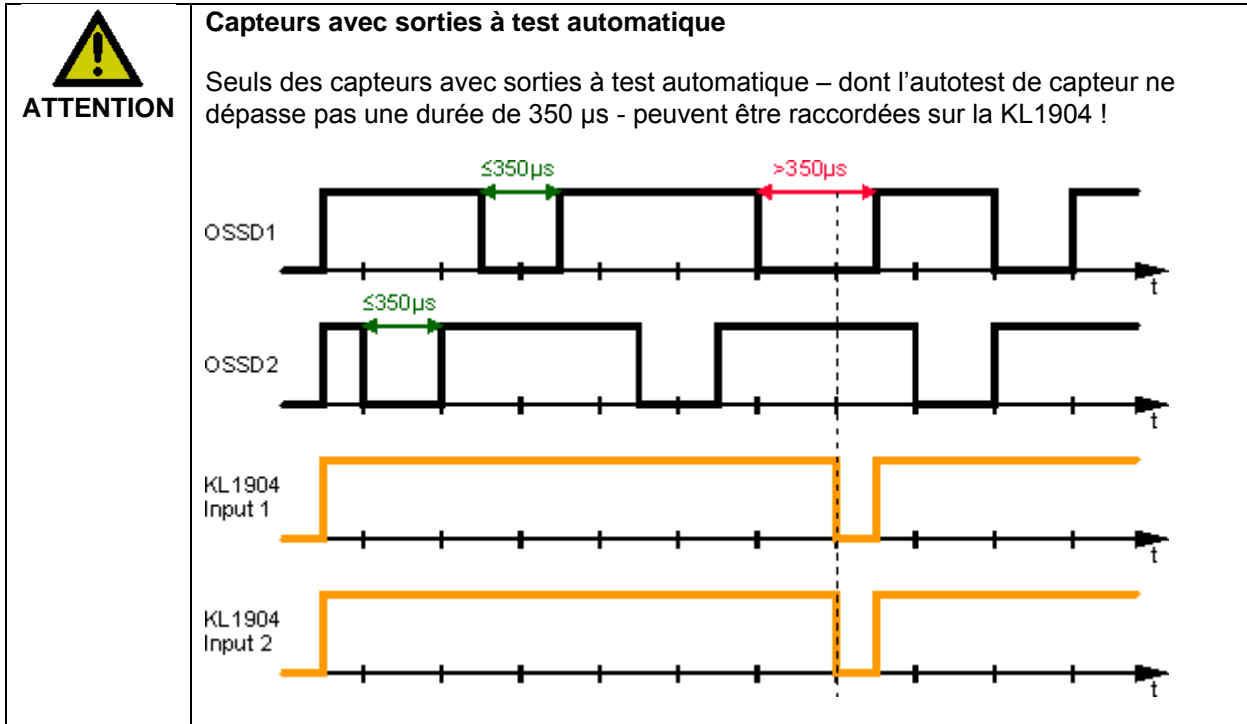 ATTENTION
Capteurs avec sorties à test automatique
Seuls des capteurs avec sorties à test automatique – dont l'autotest de capteur ne
dépasse pas une durée de 350 µs - peuvent être raccordées sur la KL1904 !
≤350µs
>350µs
OSSD1
t
≤350µs
OSSD2
t
KL1904
Input 1
t
KL1904
Input 2
t